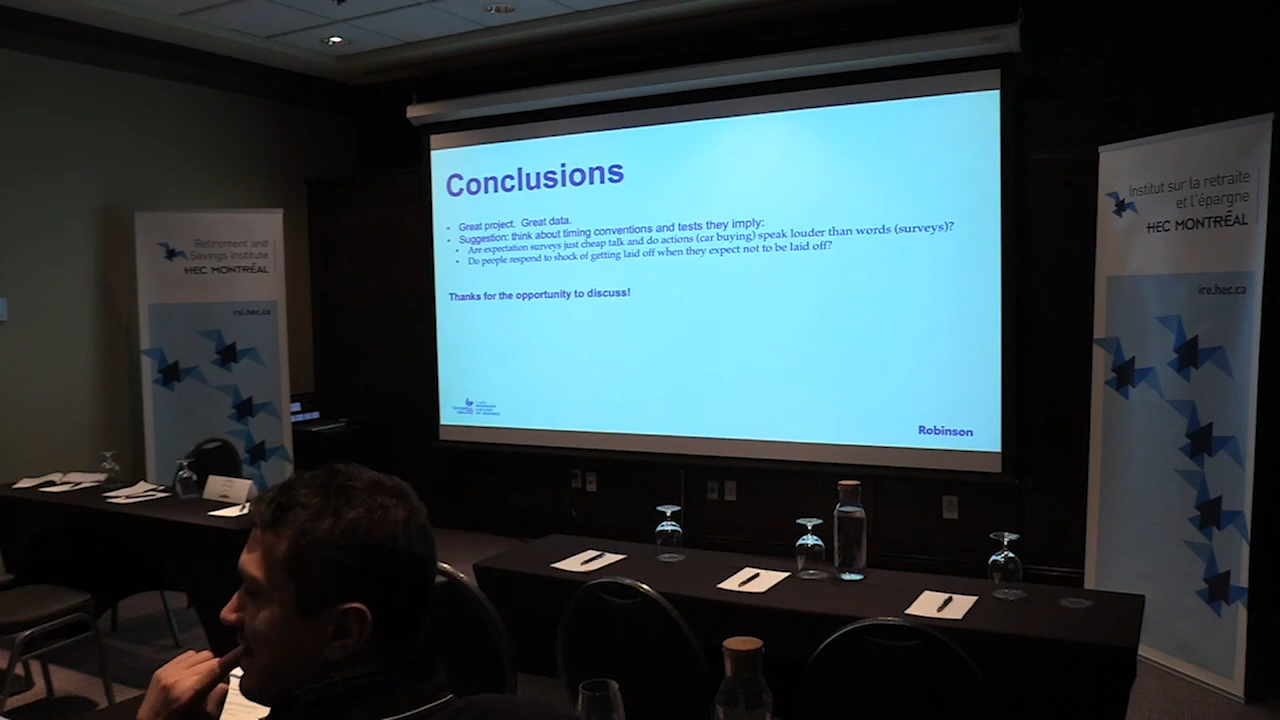 Conclusions
• Great project. Great data.
• Suggestion: think about timing conventions and tests they imply:
• Are expectation surveys just cheap talk and do actions (car buying) speak louder than words (surveys)?
• Do people respond to shock of getting laid off when they expect not to be laid off?
Thanks for the opportunity to discuss!
Robinson
Retirement and
Savings Institute
HEC MONTRÉAL
rsi.hec.ca
Institut sur la retraite
et l'épargne
HEC MONTRÉAL
ire.hec.ca